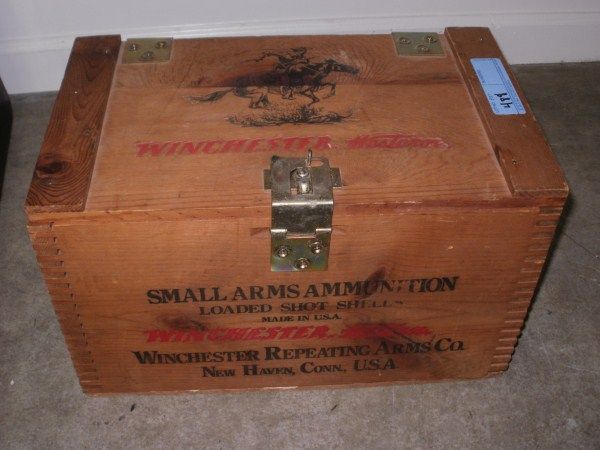 WINCHESTER Western
SMALL ARMS AMMUNITION
LOADED SHOT SHELLS
MADE IN U.S.A.
WINCHESTER Western
WINCHESTER REPEATING ARMS CO.
NEW HAVEN, CONN., U.S.A